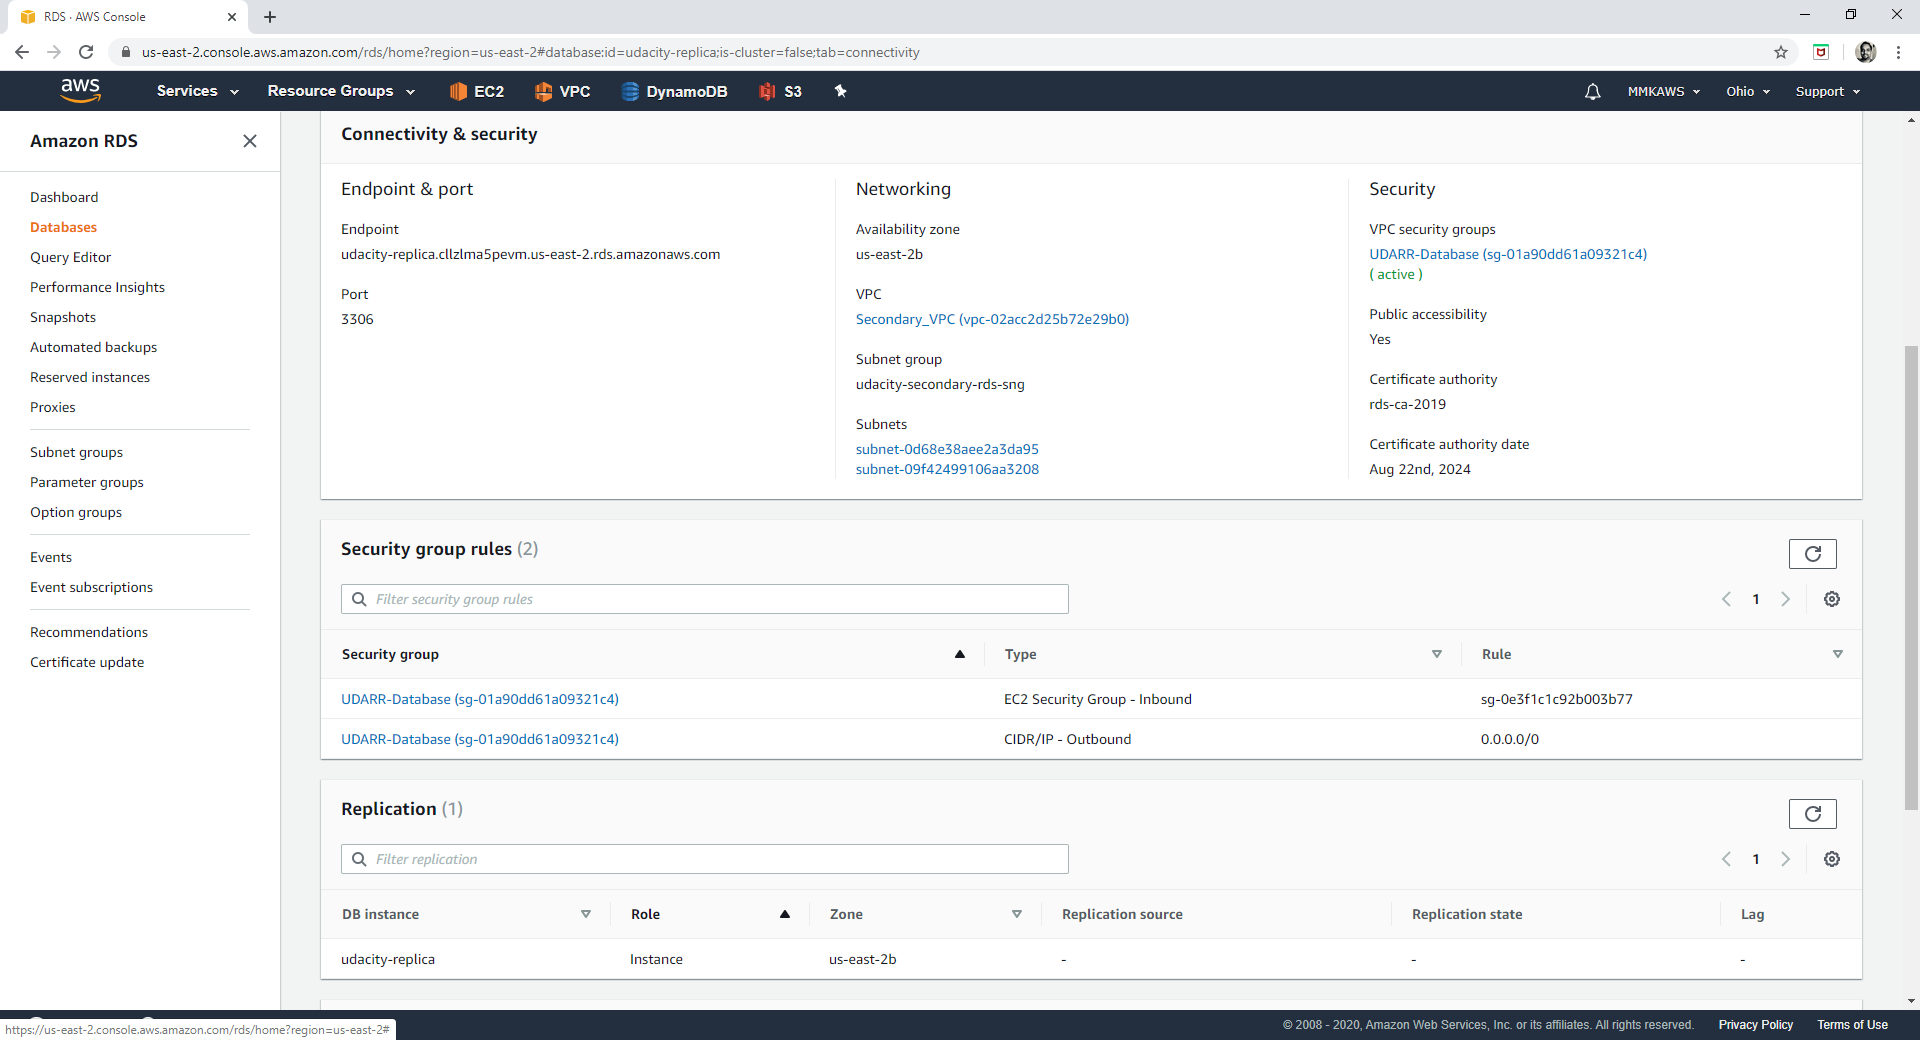 RDS · AWS Console
us-east-2.console.aws.amazon.com/rds/home?region=us-east-2#database:id=udacity-replica;is-cluster=false;tab=connectivity
aws
Services
Resource Groups
EC2
VPC
DynamoDB
S3
MMKAWS
Ohio
Support
Amazon RDS
Dashboard
Databases
Query Editor
Performance Insights
Snapshots
Automated backups
Reserved instances
Proxies
Subnet groups
Parameter groups
Option groups
Events
Event subscriptions
Recommendations
Certificate update
Connectivity & security
Endpoint & port
Endpoint
udacity-replica.cllzlma5pevm.us-east-2.rds.amazonaws.com
Port
3306
Networking
Availability zone
us-east-2b
VPC
Secondary_VPC (vpc-02acc2d25b72e29b0)
Subnet group
udacity-secondary-rds-sng
Subnets
subnet-0d68e38aee2a3da95
subnet-09f42499106aa3208
Security
VPC security groups
UDARR-Database (sg-01a90dd61a09321c4)
( active )
Public accessibility
Yes
Certificate authority
rds-ca-2019
Certificate authority date
Aug 22nd, 2024
Security group rules (2)
Filter security group rules
1
Security group Type Rule
UDARR-Database (sg-01a90dd61a09321c4) EC2 Security Group - Inbound sg-0e3f1c1c92b003b77
UDARR-Database (sg-01a90dd61a09321c4) CIDR/IP - Outbound 0.0.0.0/0
Replication (1)
Filter replication
1
DB instance Role Zone Replication source Replication state Lag
udacity-replica Instance us-east-2b - - -
https://us-east-2.console.aws.amazon.com/rds/home?region=us-east-2#
© 2008 - 2020, Amazon Web Services, Inc. or its affiliates. All rights reserved. Privacy Policy Terms of Use